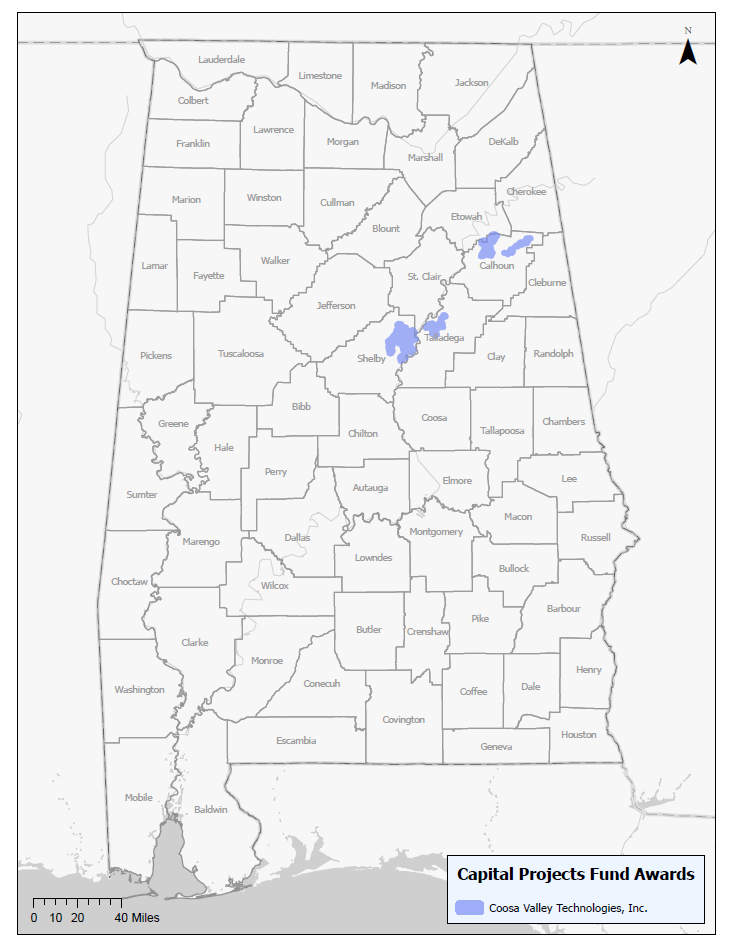 N
Lauderdale
Limestone
Madison
Jackson
Colbert
Lawrence
Franklin
Morgan
DeKalb
Marshall
Cherokee
Marion
Winston
Cullman
Etowah
Blount
Walker
Lamar
Fayette
St. Clair
Calhoun
Cleburne
Jefferson
Talladega
Pickens
Tuscaloosa
Shelby
Clay
Randolph
Bibb
Greene
Coosa
Chambers
Chilton
Tallapoosa
Hale
Perry
Elmore
Lee
Autauga
Sumter
Macon
Montgomery
Russell
Dallas
Marengo
Lowndes
Bullock
Choctaw
Wilcox
Barbour
Pike
Butler
Crenshaw
Clarke
Monroe
Henry
Conecuh
Washington
Coffee
Dale
Covington
Houston
Escambia
Geneva
Mobile
Baldwin
Capital Projects Fund Awards
Coosa Valley Technologies, Inc.
0 10 20 40 Miles